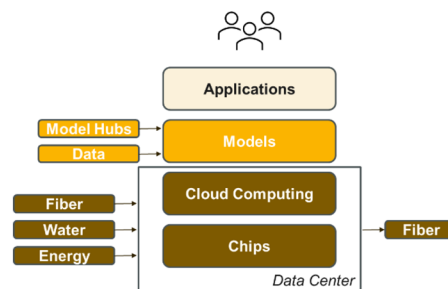 Applications
Model Hubs
Models
Data
Cloud Computing
Fiber
Water
Chips
Fiber
Energy
Data Center